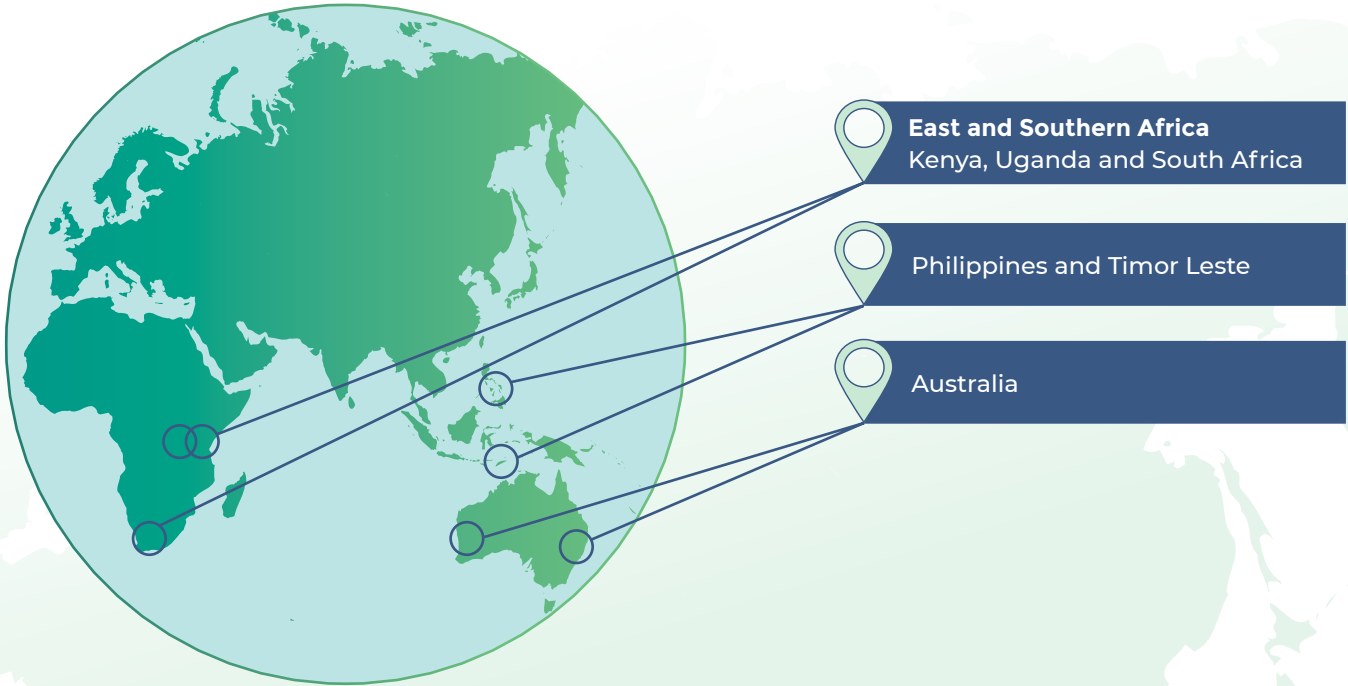 East and Southern Africa
Kenya, Uganda and South Africa
Philippines and Timor Leste
Australia